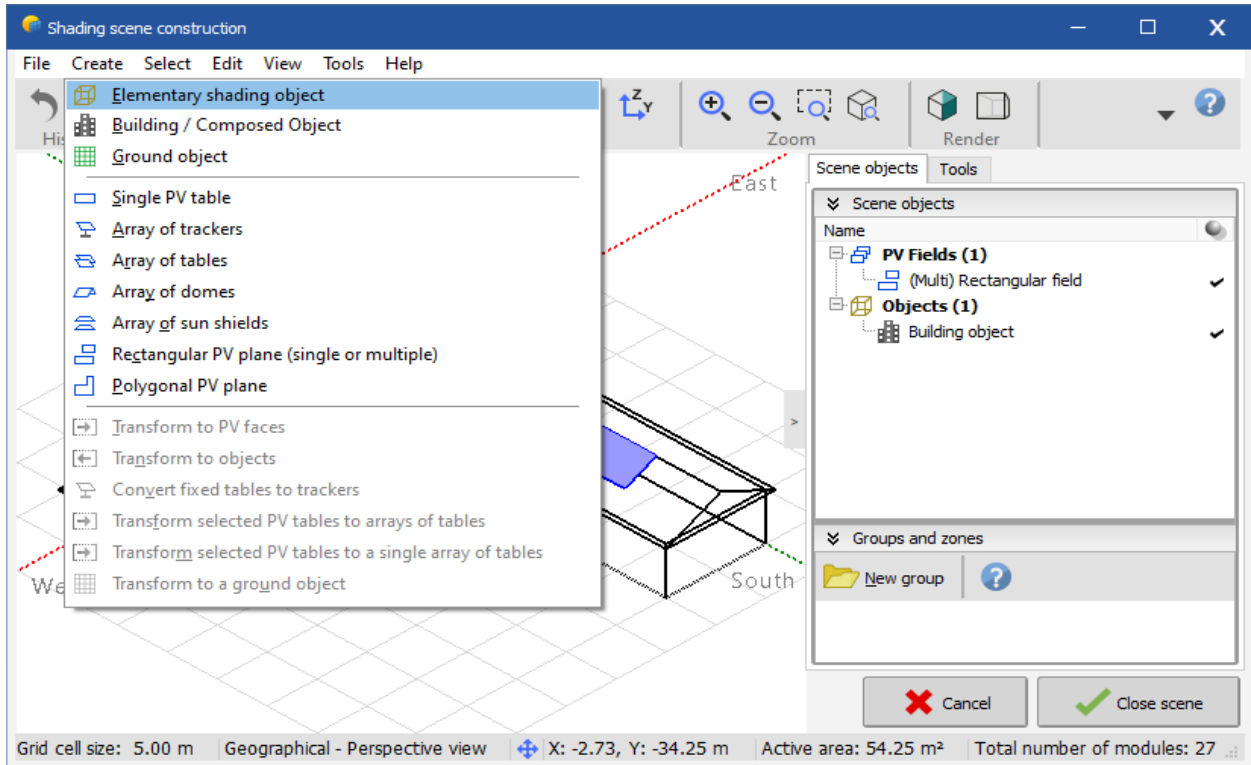 Shading scene construction
File Create Select Edit View Tools Help
Elementary shading object
Building / Composed Object
Ground object
Single PV table
Array of trackers
Array of tables
Array of domes
Array of sun shields
Rectangular PV plane (single or multiple)
Polygonal PV plane
Transform to PV faces
Transform to objects
Convert fixed tables to trackers
Transform selected PV tables to arrays of tables
Transform selected PV tables to a single array of tables
Transform to a ground object
His
Z
Y
Zoom
Render
East
We
South
Scene objects Tools
Scene objects
Name
PV Fields (1)
(Multi) Rectangular field
Objects (1)
Building object
>
Groups and zones
New group
Cancel Close scene
Grid cell size: 5.00 m Geographical - Perspective view X: -2.73, Y: -34.25 m Active area: 54.25 m² Total number of modules: 27